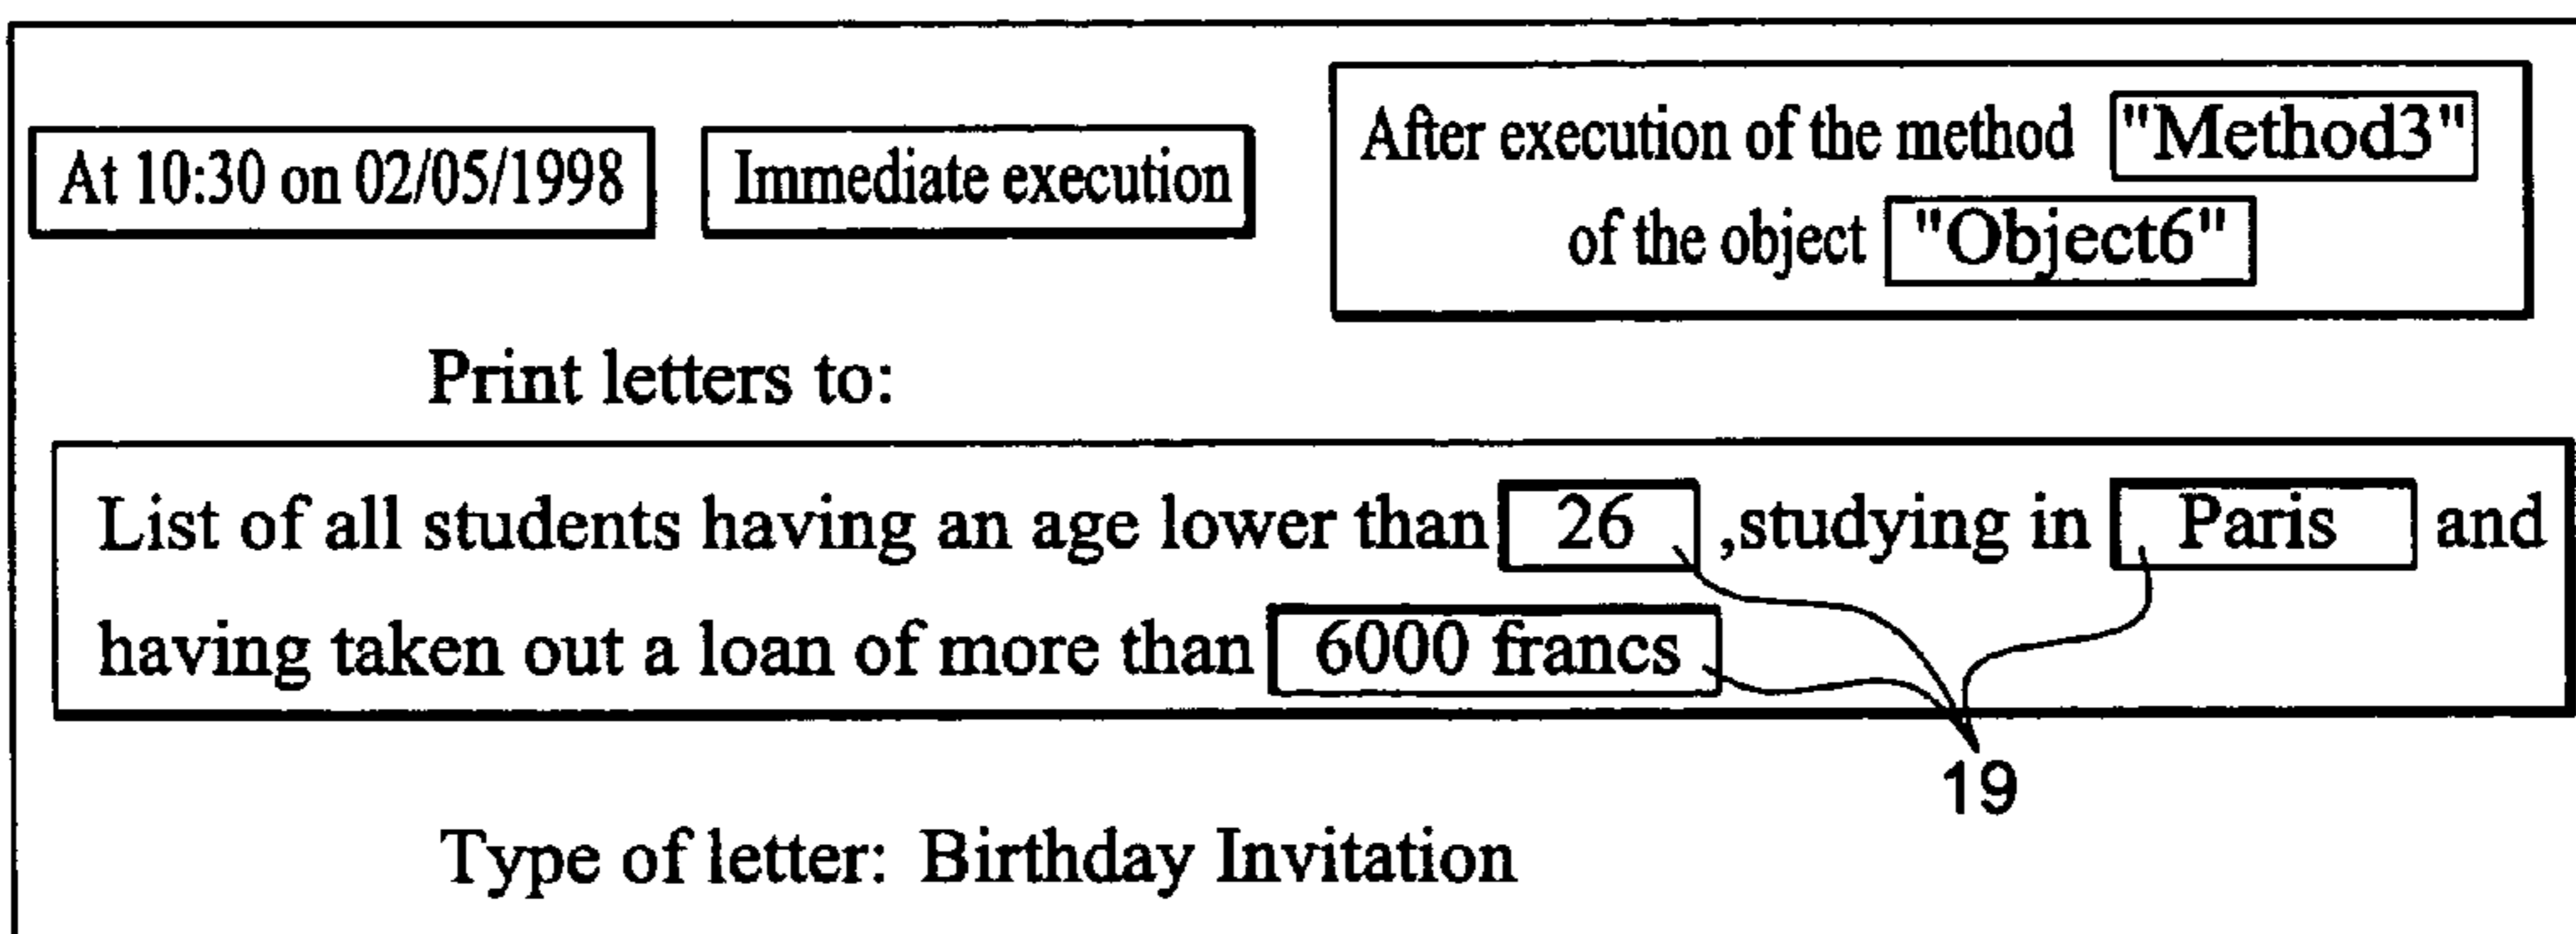 At 10:30 on 02/05/1998
Immediate execution
After execution of the method "Method3"
of the object "Object6"
Print letters to:
List of all students having an age lower than 26 ,studying in Paris and
having taken out a loan of more than 6000 francs
19
Type of letter: Birthday Invitation